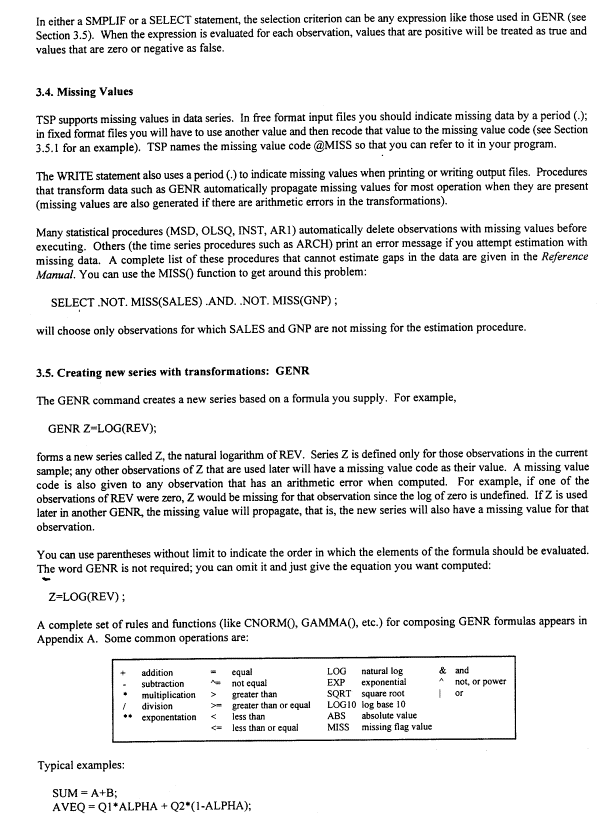 In either a SMPLIF or a SELECT statement, the selection criterion can be any expression like those used in GENR (see
Section 3.5). When the expression is evaluated for each observation, values that are positive will be treated as true and
values that are zero or negative as false.
3.4. Missing Values
TSP supports missing values in data series. In free format input files you should indicate missing data by a period (.);
in fixed format files you will have to use another value and then recode that value to the missing value code (see Section
3.5.1 for an example). TSP names the missing value code @MISS so that you can refer to it in your program.
The WRITE statement also uses a period (.) to indicate missing values when printing or writing output files. Procedures
that transform data such as GENR automatically propagate missing values for most operation when they are present
(missing values are also generated if there are arithmetic errors in the transformations).
Many statistical procedures (MSD, OLSQ, INST, AR1) automatically delete observations with missing values before
executing. Others (the time series procedures such as ARCH) print an error message if you attempt estimation with
missing data. A complete list of these procedures that cannot estimate gaps in the data are given in the Reference
Manual. You can use the MISS() function to get around this problem:
SELECT .NOT. MISS(SALES) .AND. .NOT. MISS(GNP) ;
will choose only observations for which SALES and GNP are not missing for the estimation procedure.
3.5. Creating new series with transformations: GENR
The GENR command creates a new series based on a formula you supply. For example,
GENR Z=LOG(REV);
forms a new series called Z, the natural logarithm of REV. Series Z is defined only for those observations in the current
sample; any other observations of Z that are used later will have a missing value code as their value. A missing value
code is also given to any observation that has an arithmetic error when computed. For example, if one of the
observations of REV were zero, Z would be missing for that observation since the log of zero is undefined. If Z is used
later in another GENR, the missing value will propagate, that is, the new series will also have a missing value for that
observation.
You can use parentheses without limit to indicate the order in which the elements of the formula should be evaluated.
The word GENR is not required; you can omit it and just give the equation you want computed:
Z=LOG(REV) ;
A complete set of rules and functions (like CNORM(), GAMMA(), etc.) for composing GENR formulas appears in
Appendix A. Some common operations are:
+ addition = equal LOG natural log & and
- subtraction ^= not equal EXP exponential ^ not, or power
* multiplication > greater than SQRT square root | or
/ division >= greater than or equal LOG10 log base 10
** exponentation < less than ABS absolute value
<= less than or equal MISS missing flag value
Typical examples:
SUM = A+B;
AVEQ = Q1*ALPHA + Q2*(1-ALPHA);